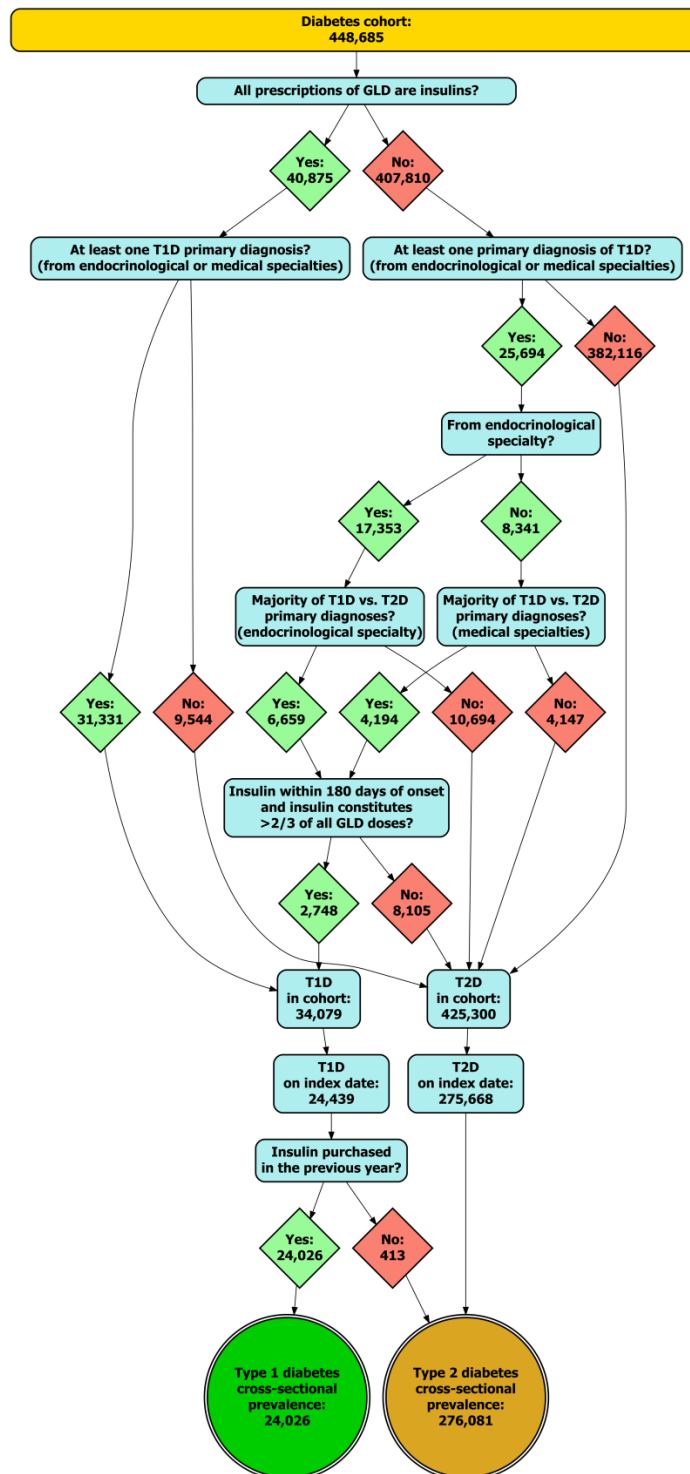 Diabetes cohort:
448,685
All prescriptions of GLD are insulins?
Yes:
40,875
No:
407,810
At least one T1D primary diagnosis?
(from endocrinological or medical specialties)
At least one primary diagnosis of T1D?
(from endocrinological or medical specialties)
Yes:
25,694
No:
382,116
From endocrinological
specialty?
Yes:
17,353
No:
8,341
Majority of T1D vs. T2D
primary diagnoses?
(endocrinological specialty)
Majority of T1D vs. T2D
primary diagnoses?
(medical specialties)
Yes:
31,331
No:
9,544
Yes:
6,659
Yes:
4,194
No:
10,694
No:
4,147
Insulin within 180 days of onset
and insulin constitutes
>2/3 of all GLD doses?
Yes:
2,748
No:
8,105
T1D
in cohort:
34,079
T2D
in cohort:
425,300
T1D
on index date:
24,439
T2D
on index date:
275,668
Insulin purchased
in the previous year?
Yes:
24,026
No:
413
Type 1 diabetes
cross-sectional
prevalence:
24,026
Type 2 diabetes
cross-sectional
prevalence:
276,081